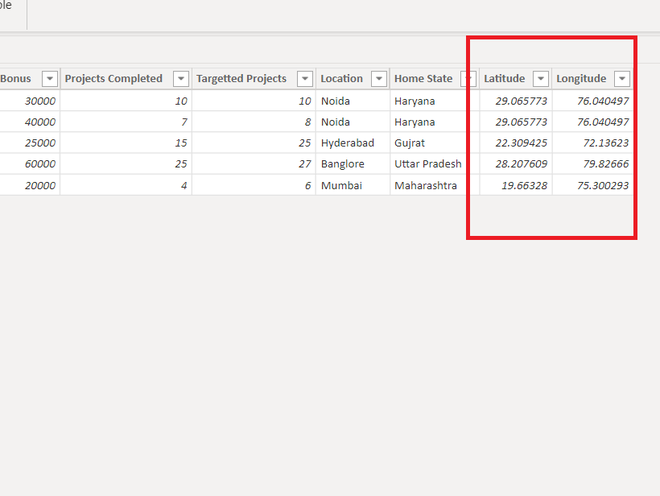 ole
Bonus Projects Completed Targetted Projects Location Home State Latitude Longitude
30000 10 10 Noida Haryana 29.065773 76.040497
40000 7 8 Noida Haryana 29.065773 76.040497
25000 15 25 Hyderabad Gujrat 22.309425 72.13623
60000 25 27 Banglore Uttar Pradesh 28.207609 79.82666
20000 4 6 Mumbai Maharashtra 19.66328 75.300293